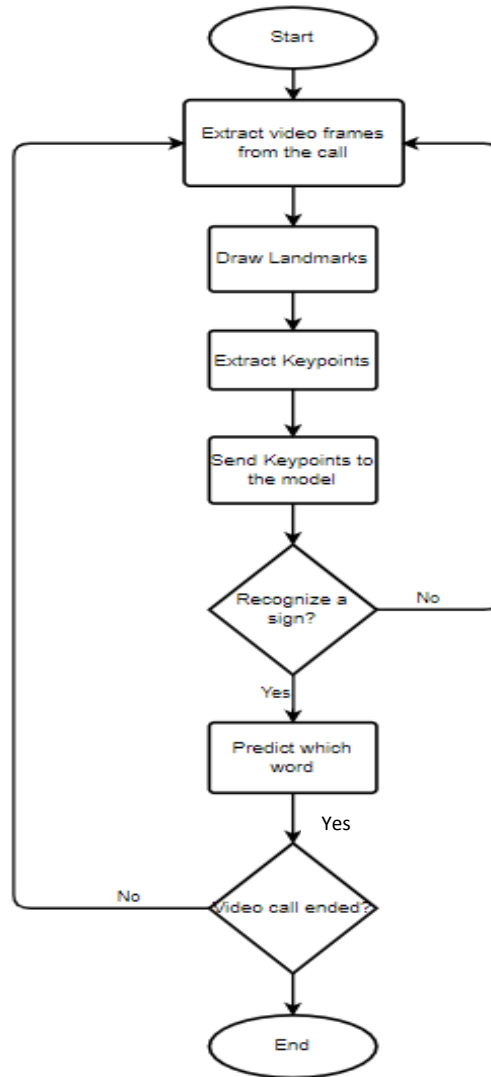 Start
Extract video frames
from the call
Draw Landmarks
Extract Keypoints
Send Keypoints to
the model
Recognize a
sign?
No
Yes
Predict which
word
Yes
No
Video call ended?
End